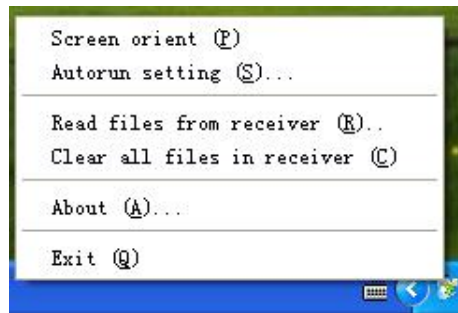 Screen orient (P)
Autorun setting (S)...
Read files from receiver (R)..
Clear all files in receiver (C)
About (A)...
Exit (Q)